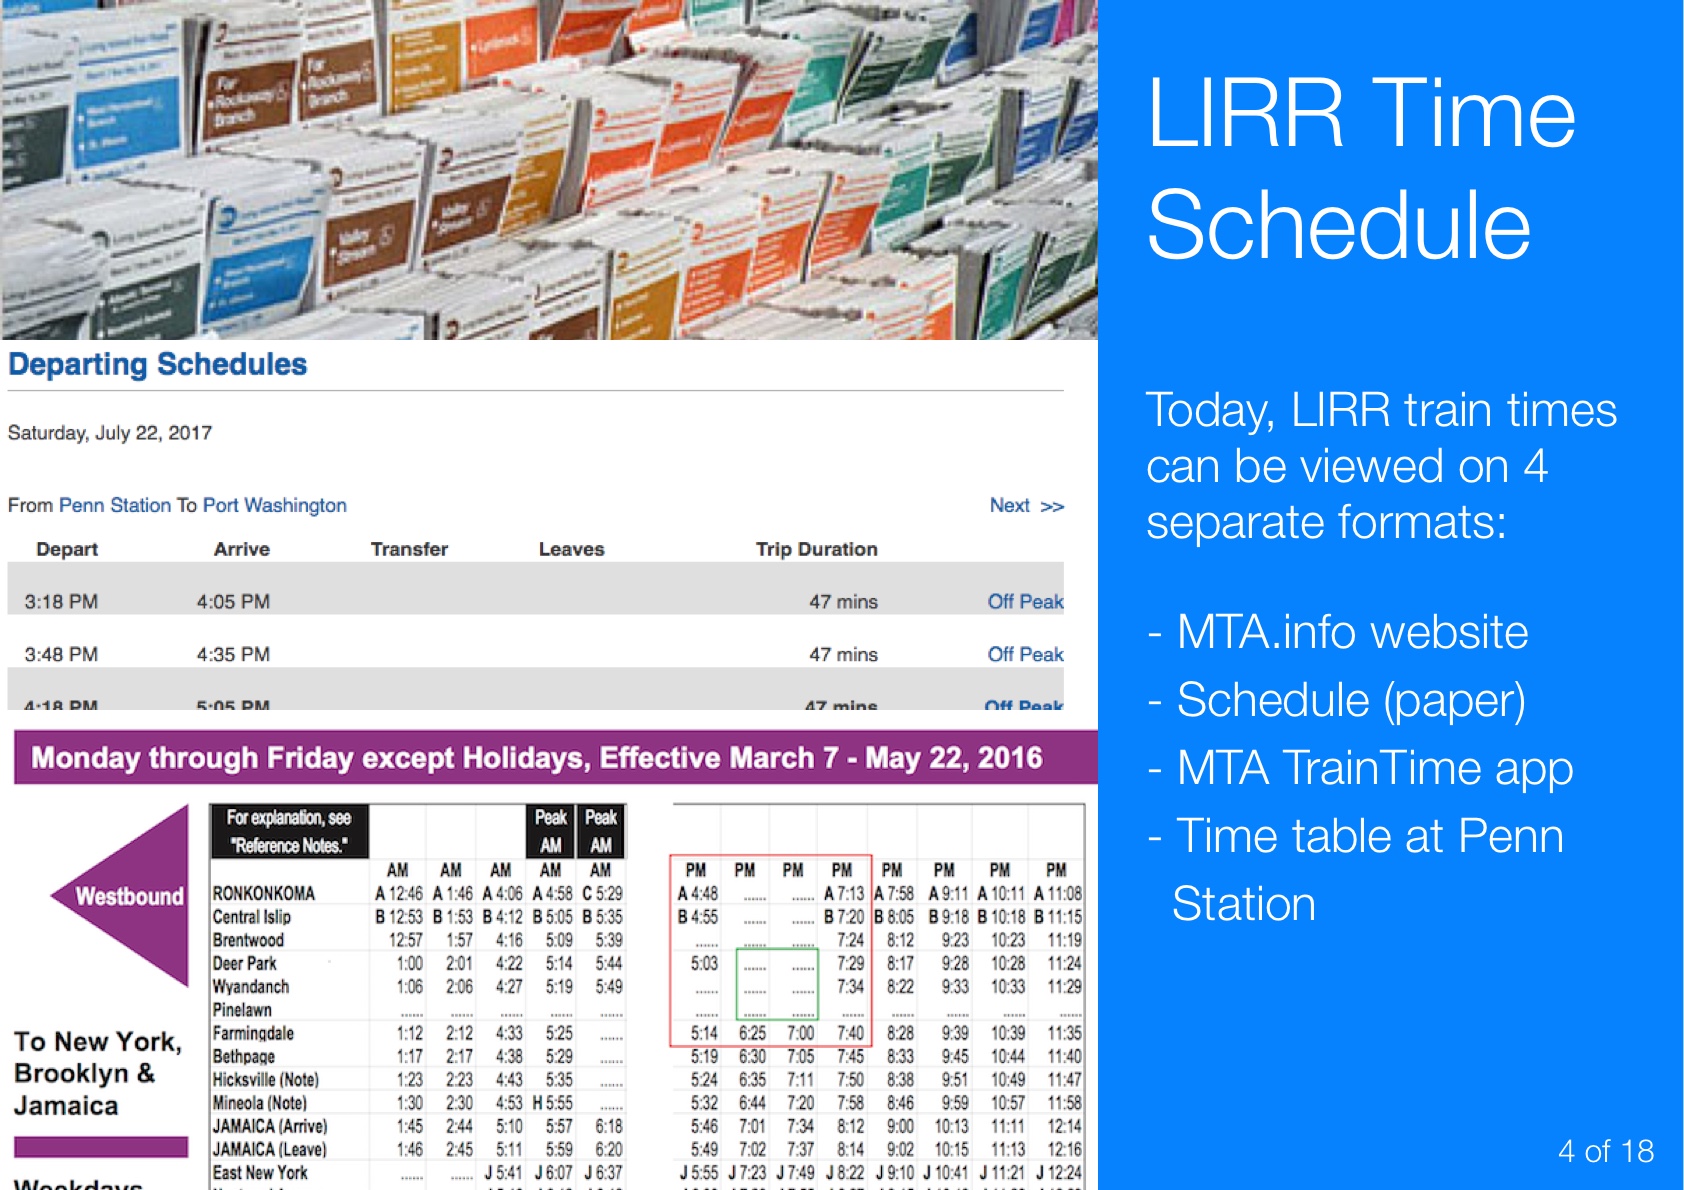 Far
Rockaway
Branch
Far
Rockaway
Branch
Lynbrook
Valley
Stream
Valley
Stream
LIRR Time
Schedule
Today, LIRR train times
can be viewed on 4
separate formats:
- MTA.info website
- Schedule (paper)
- MTA TrainTime app
- Time table at Penn
Station
4 of 18
Departing Schedules
Saturday, July 22, 2017
From Penn Station To Port Washington Next >>
Depart Arrive Transfer Leaves Trip Duration
3:18 PM 4:05 PM 47 mins Off Peak
3:48 PM 4:35 PM 47 mins Off Peak
4:18 PM 5:05 PM 47 mins Off Peak
Monday through Friday except Holidays, Effective March 7 - May 22, 2016
Westbound
To New York,
Brooklyn &
Jamaica
Weekdays
For explanation, see Peak Peak
"Reference Notes." AM AM
AM AM AM AM AM PM PM PM PM PM PM PM PM
RONKONKOMA A 12:46 A 1:46 A 4:06 A 4:58 C 5:29 A 4:48 ...... ...... A 7:13 A 7:58 A 9:11 A 10:11 A 11:08
Central Islip B 12:53 B 1:53 B 4:12 B 5:05 B 5:35 B 4:55 ...... ...... B 7:20 B 8:05 B 9:18 B 10:18 B 11:15
Brentwood 12:57 1:57 4:16 5:09 5:39 ...... ...... ...... 7:24 8:12 9:23 10:23 11:19
Deer Park 1:00 2:01 4:22 5:14 5:44 5:03 ...... ...... 7:29 8:17 9:28 10:28 11:24
Wyandanch 1:06 2:06 4:27 5:19 5:49 ...... ...... ...... 7:34 8:22 9:33 10:33 11:29
Pinelawn ...... ...... ...... ...... ...... ...... ...... ...... ...... ...... ...... ...... ......
Farmingdale 1:12 2:12 4:33 5:25 ...... 5:14 6:25 7:00 7:40 8:28 9:39 10:39 11:35
Bethpage 1:17 2:17 4:38 5:29 ...... 5:19 6:30 7:05 7:45 8:33 9:45 10:44 11:40
Hicksville (Note) 1:23 2:23 4:43 5:35 ...... 5:24 6:35 7:11 7:50 8:38 9:51 10:49 11:47
Mineola (Note) 1:30 2:30 4:53 H 5:55 ...... 5:32 6:44 7:20 7:58 8:46 9:59 10:57 11:58
JAMAICA (Arrive) 1:45 2:44 5:10 5:57 6:18 5:46 7:01 7:34 8:12 9:00 10:13 11:11 12:14
JAMAICA (Leave) 1:46 2:45 5:11 5:59 6:20 5:49 7:02 7:37 8:14 9:02 10:15 11:13 12:16
East New York ...... ...... J 5:41 J 6:07 J 6:37 J 5:55 J 7:23 J 7:49 J 8:22 J 9:10 J 10:41 J 11:21 J 12:24